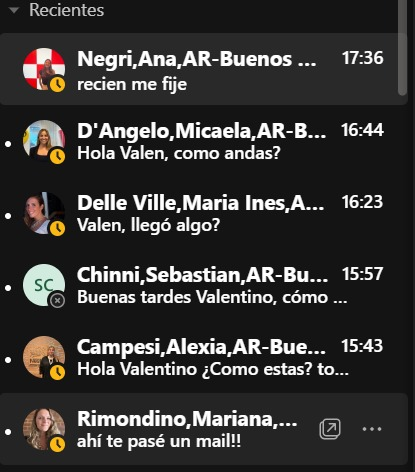 Recientes
Negri,Ana,AR-Buenos ... 17:36
recien me fije
D'Angelo,Micaela,AR-B... 16:44
Hola Valen, como andas?
Delle Ville,Maria Ines,A... 16:23
Valen, llegó algo?
SC
Chinni,Sebastian,AR-Bu... 15:57
Buenas tardes Valentino, cómo ...
Campesi,Alexia,AR-Bue... 15:43
Hola Valentino ¿Como estas? to...
Rimondino,Mariana,...
ahí te pasé un mail!!